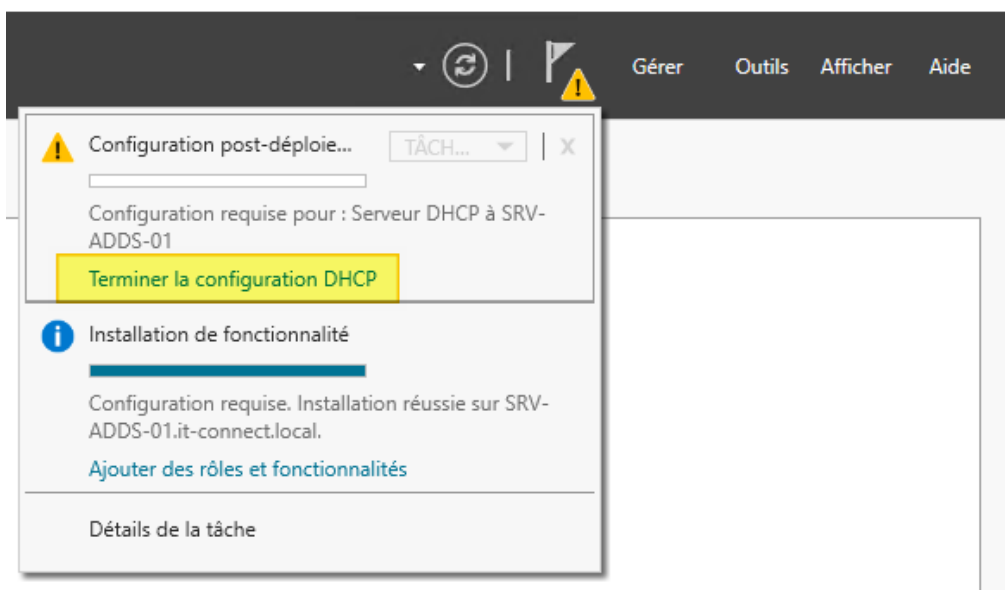 Gérer Outils Afficher Aide
Configuration post-déploie... TÂCH... X
Configuration requise pour : Serveur DHCP à SRV-
ADDS-01
Terminer la configuration DHCP
Installation de fonctionnalité
Configuration requise. Installation réussie sur SRV-
ADDS-01.it-connect.local.
Ajouter des rôles et fonctionnalités
Détails de la tâche